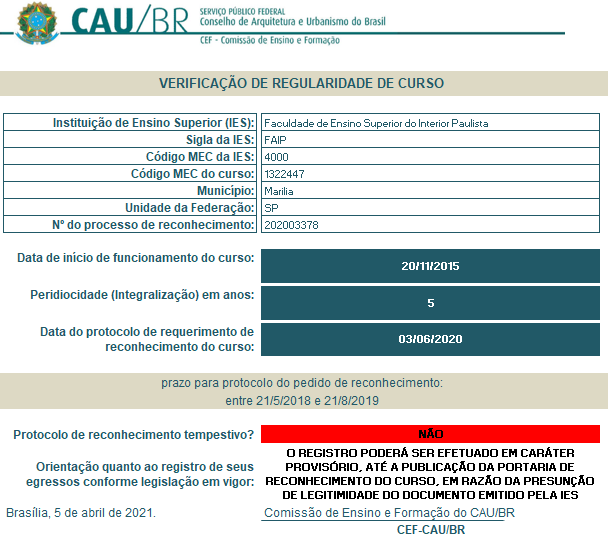 CAU/BR
SERVIÇO PÚBLICO FEDERAL
Conselho de Arquitetura e Urbanismo do Brasil
CEF - Comissão de Ensino e Formação
VERIFICAÇÃO DE REGULARIDADE DE CURSO
Instituição de Ensino Superior (IES): Faculdade de Ensino Superior do Interior Paulista
Sigla da IES: FAIP
Código MEC da IES: 4000
Código MEC do curso: 1322447
Município: Marilia
Unidade da Federação: SP
Nº do processo de reconhecimento: 202003378
Data de início de funcionamento do curso: 20/11/2015
Peridiocidade (Integralização) em anos: 5
Data do protocolo de requerimento de
reconhecimento do curso: 03/06/2020
prazo para protocolo do pedido de reconhecimento:
entre 21/5/2018 e 21/8/2019
Protocolo de reconhecimento tempestivo? NÃO
Orientação quanto ao registro de seus
egressos conforme legislação em vigor:
O REGISTRO PODERÁ SER EFETUADO EM CARÁTER
PROVISÓRIO, ATÉ A PUBLICAÇÃO DA PORTARIA DE
RECONHECIMENTO DO CURSO, EM RAZÃO DA PRESUNÇÃO
DE LEGITIMIDADE DO DOCUMENTO EMITIDO PELA IES
Brasília, 5 de abril de 2021.
Comissão de Ensino e Formação do CAU/BR
CEF-CAU/BR